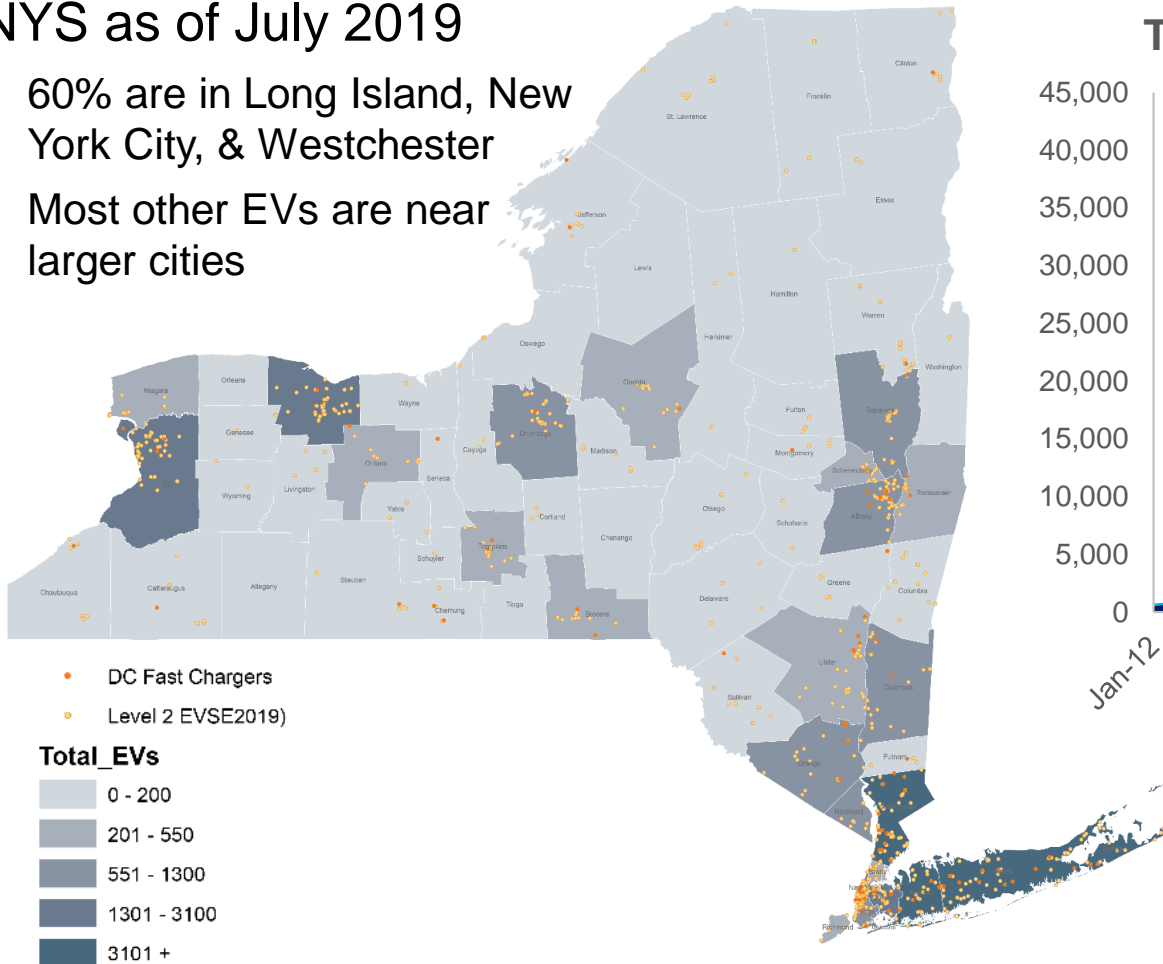 NYS as of July 2019
60% are in Long Island, New
York City, & Westchester
Most other EVs are near
larger cities
T
45,000
40,000
35,000
30,000
25,000
20,000
15,000
10,000
5,000
0
Jan-12
Clinton
Franklin
St. Lawrence
Essex
Jefferson
Lewis
Hamilton
Warren
Herkimer
Oswego
Washington
Oneida
Niagara
Orleans
Wayne
Saratoga
Fulton
Genesee
Onondaga
Cayuga
Madison
Montgomery
Ontario
Seneca
Schenectady
Wyoming
Livingston
Rensselaer
Yates
Cortland
Otsego
Albany
Schoharie
Chenango
Tompkins
Schuyler
Chautauqua
Cattaraugus
Allegany
Steuben
Chemung
Tioga
Broome
Delaware
Greene
Columbia
Ulster
Sullivan
Dutchess
Orange
Putnam
Rockland
Bronx
Richmond
DC Fast Chargers
Level 2 EVSE2019)
Total_EVs
0 - 200
201 - 550
551 - 1300
1301 - 3100
3101 +